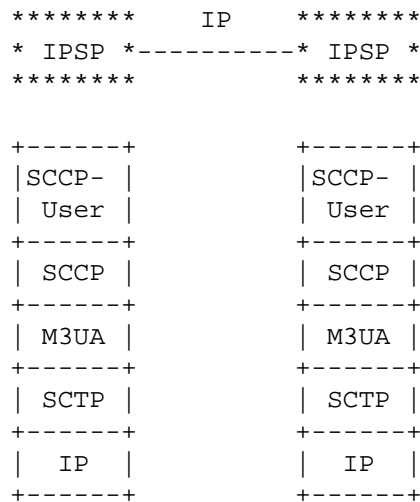 ********   IP   ********
* IPSP *----------* IPSP *
********        ********
+------+        +------+
|SCCP- |        |SCCP- |
| User |        | User |
+------+        +------+
| SCCP |        | SCCP |
+------+        +------+
| M3UA |        | M3UA |
+------+        +------+
| SCTP |        | SCTP |
+------+        +------+
|  IP  |        |  IP  |
+------+        +------+